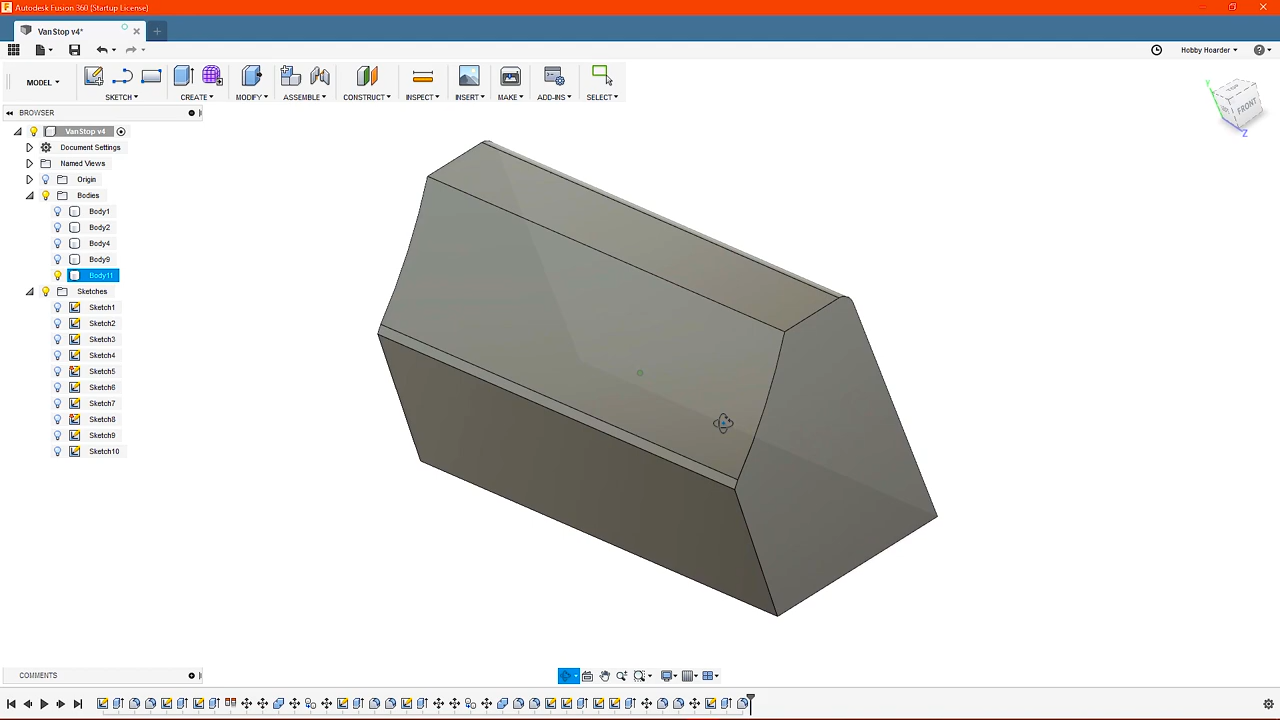 Autodesk Fusion 360 (Startup License)
VanStop v4*
Hobby Hoarder
MODEL
SKETCH
CREATE
MODIFY
ASSEMBLE
CONSTRUCT
INSPECT
INSERT
MAKE
ADD-INS
SELECT
BROWSER
VanStop v4
Document Settings
Named Views
Origin
Bodies
Body1
Body2
Body4
Body9
Body11
Sketches
Sketch1
Sketch2
Sketch3
Sketch4
Sketch5
Sketch6
Sketch7
Sketch8
Sketch9
Sketch10
FRONT
Y
Z
COMMENTS